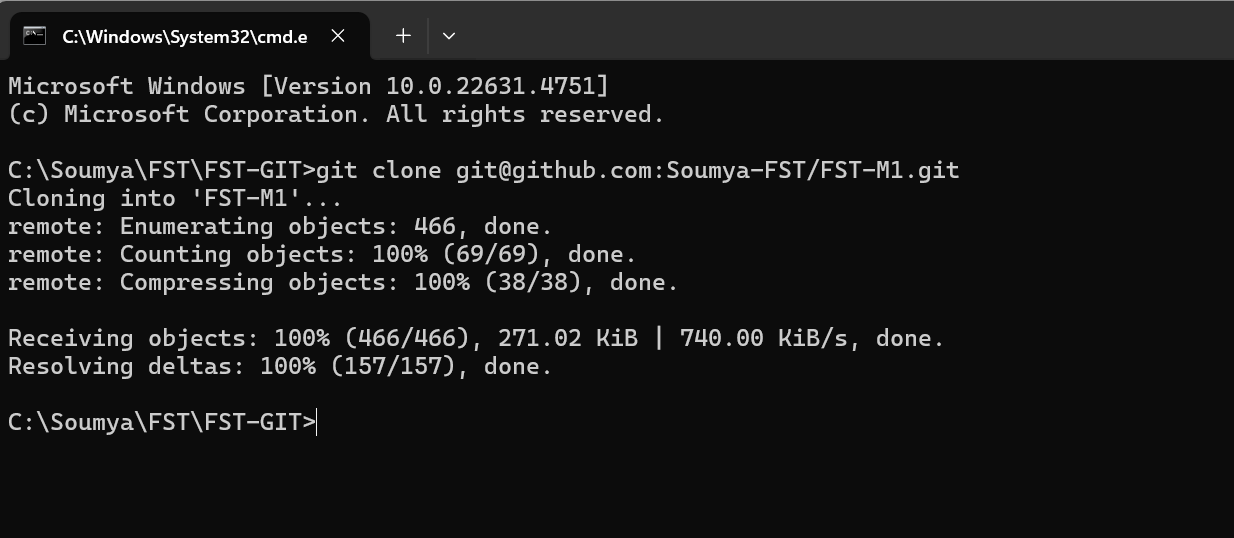 C:\Windows\System32\cmd.e
Microsoft Windows [Version 10.0.22631.4751]
(c) Microsoft Corporation. All rights reserved.
C:\Soumya\FST\FST-GIT>git clone git@github.com:Soumya-FST/FST-M1.git
Cloning into 'FST-M1'...
remote: Enumerating objects: 466, done.
remote: Counting objects: 100% (69/69), done.
remote: Compressing objects: 100% (38/38), done.
Receiving objects: 100% (466/466), 271.02 KiB | 740.00 KiB/s, done.
Resolving deltas: 100% (157/157), done.
C:\Soumya\FST\FST-GIT>